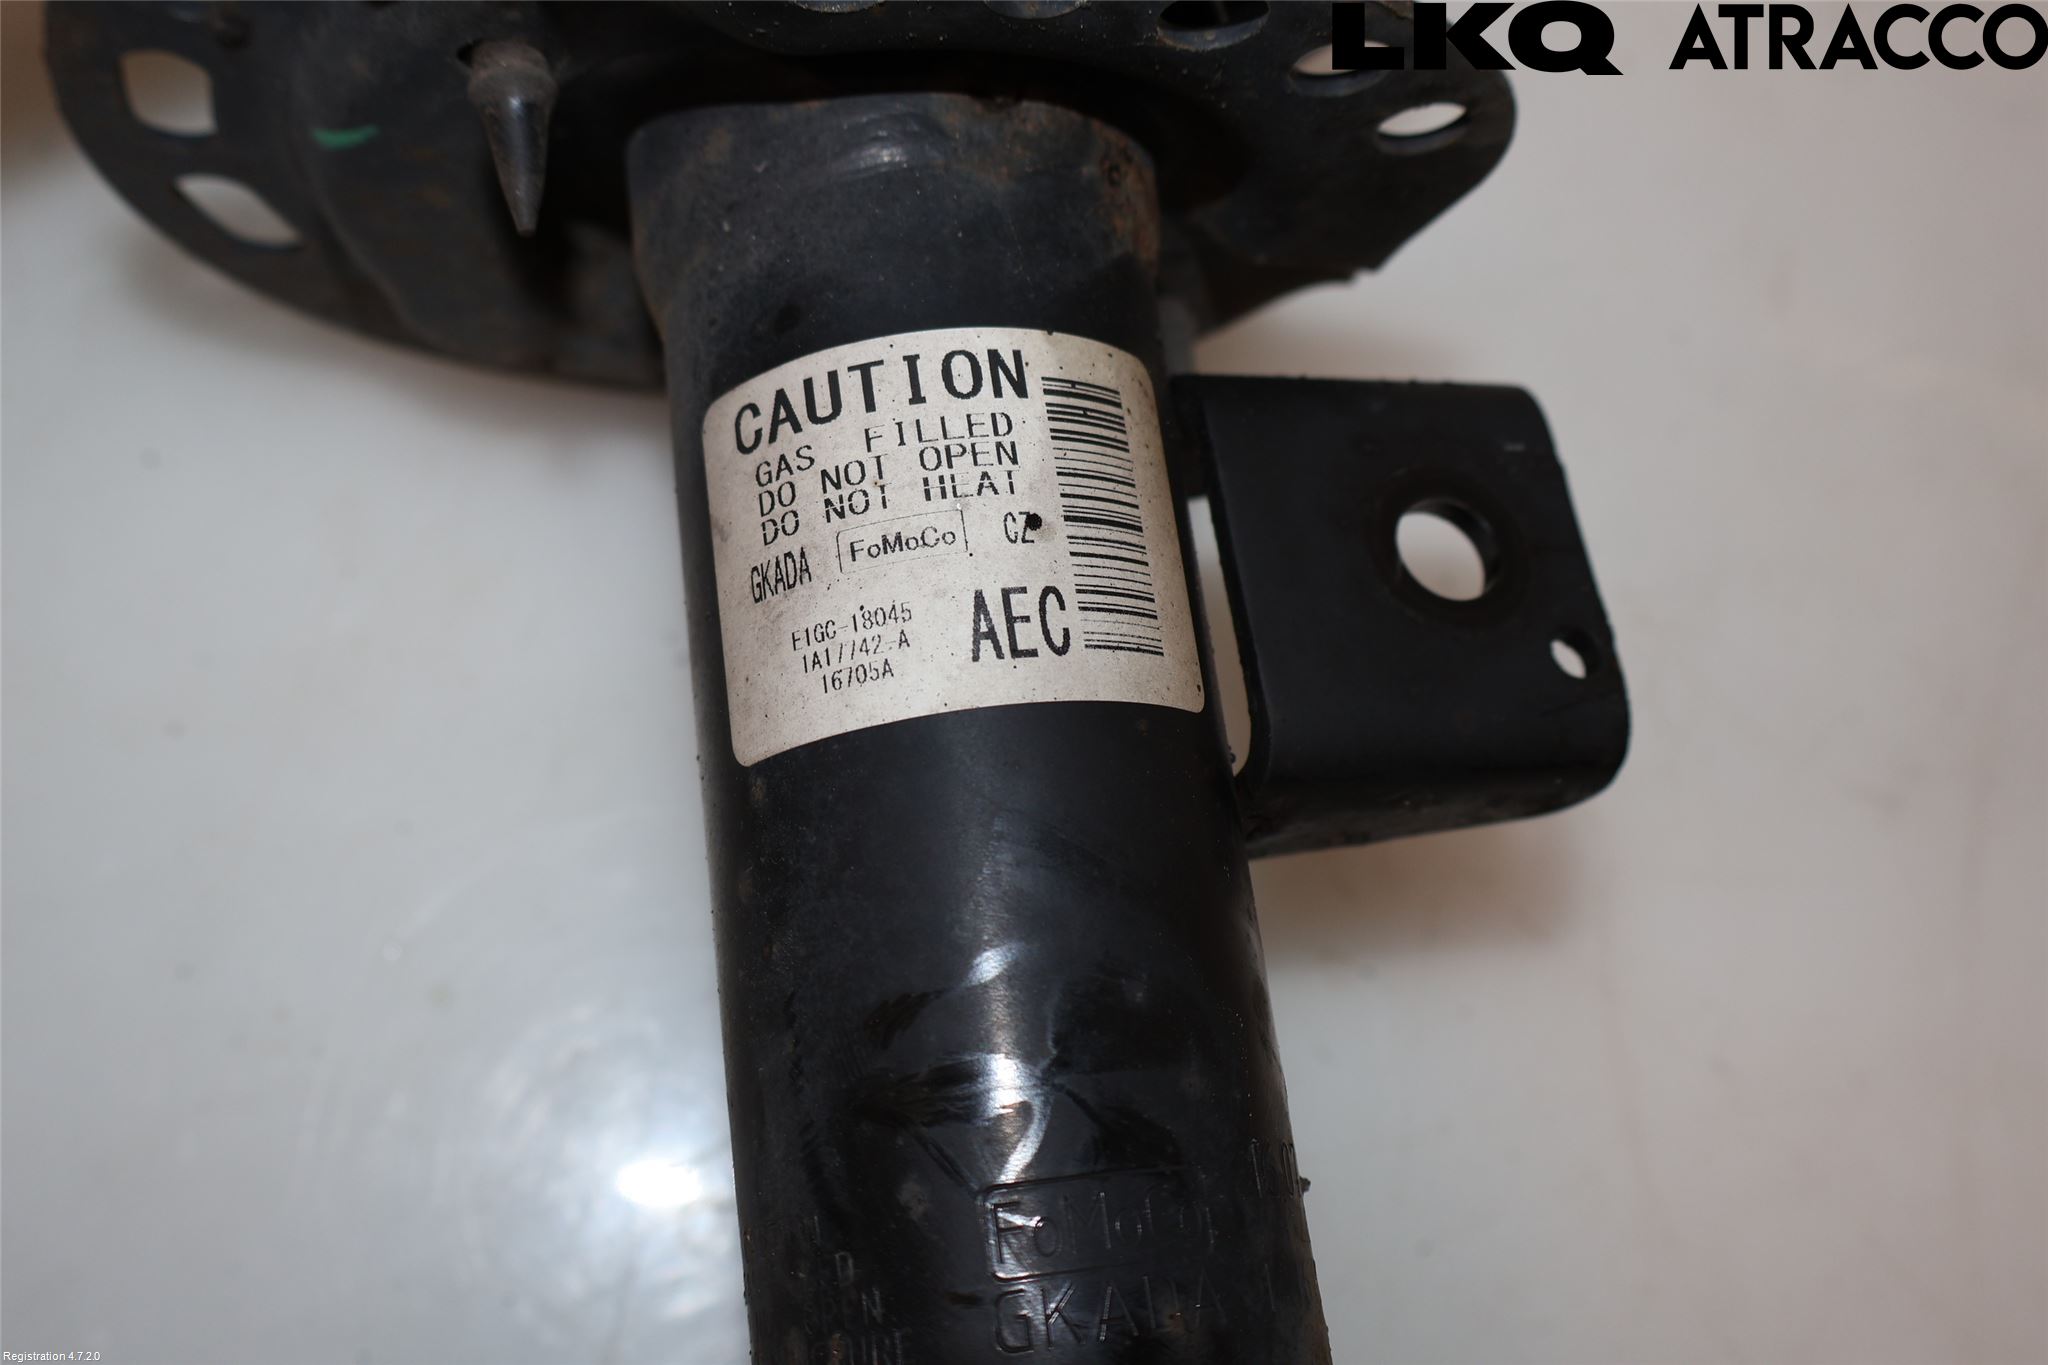 LKQ ATRACCO
CAUTION
GAS FILLED
DO NOT OPEN
DO NOT HEAT
GKADA FoMoCo CZ
E1GC-18045 AEC
1A17742-A
16705A
FoMoCo
GKADA
Registration 4.7.2.0